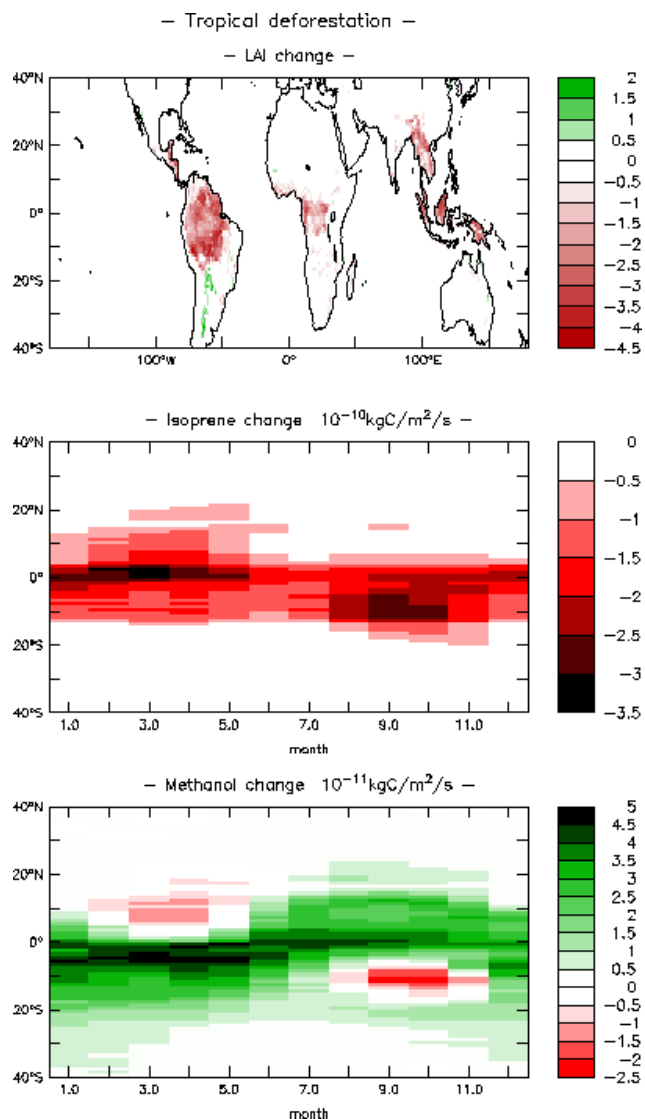 — Tropical deforestation —
— LAI change —
40°N
20°N
0°
20°S
40°S
100°W
0°
100°E
2
1.5
1
0.5
0
−0.5
−1
−1.5
−2
−2.5
−3
−3.5
−4
−4.5
— Isoprene change 10⁻¹⁰kgC/m²/s —
40°N
20°N
0°
20°S
40°S
1.0
3.0
5.0
7.0
9.0
11.0
month
0
−0.5
−1
−1.5
−2
−2.5
−3
−3.5
— Methanol change 10⁻¹¹kgC/m²/s —
40°N
20°N
0°
20°S
40°S
1.0
3.0
5.0
7.0
9.0
11.0
month
5
4.5
4
3.5
3
2.5
2
1.5
1
0.5
0
−0.5
−1
−1.5
−2
−2.5